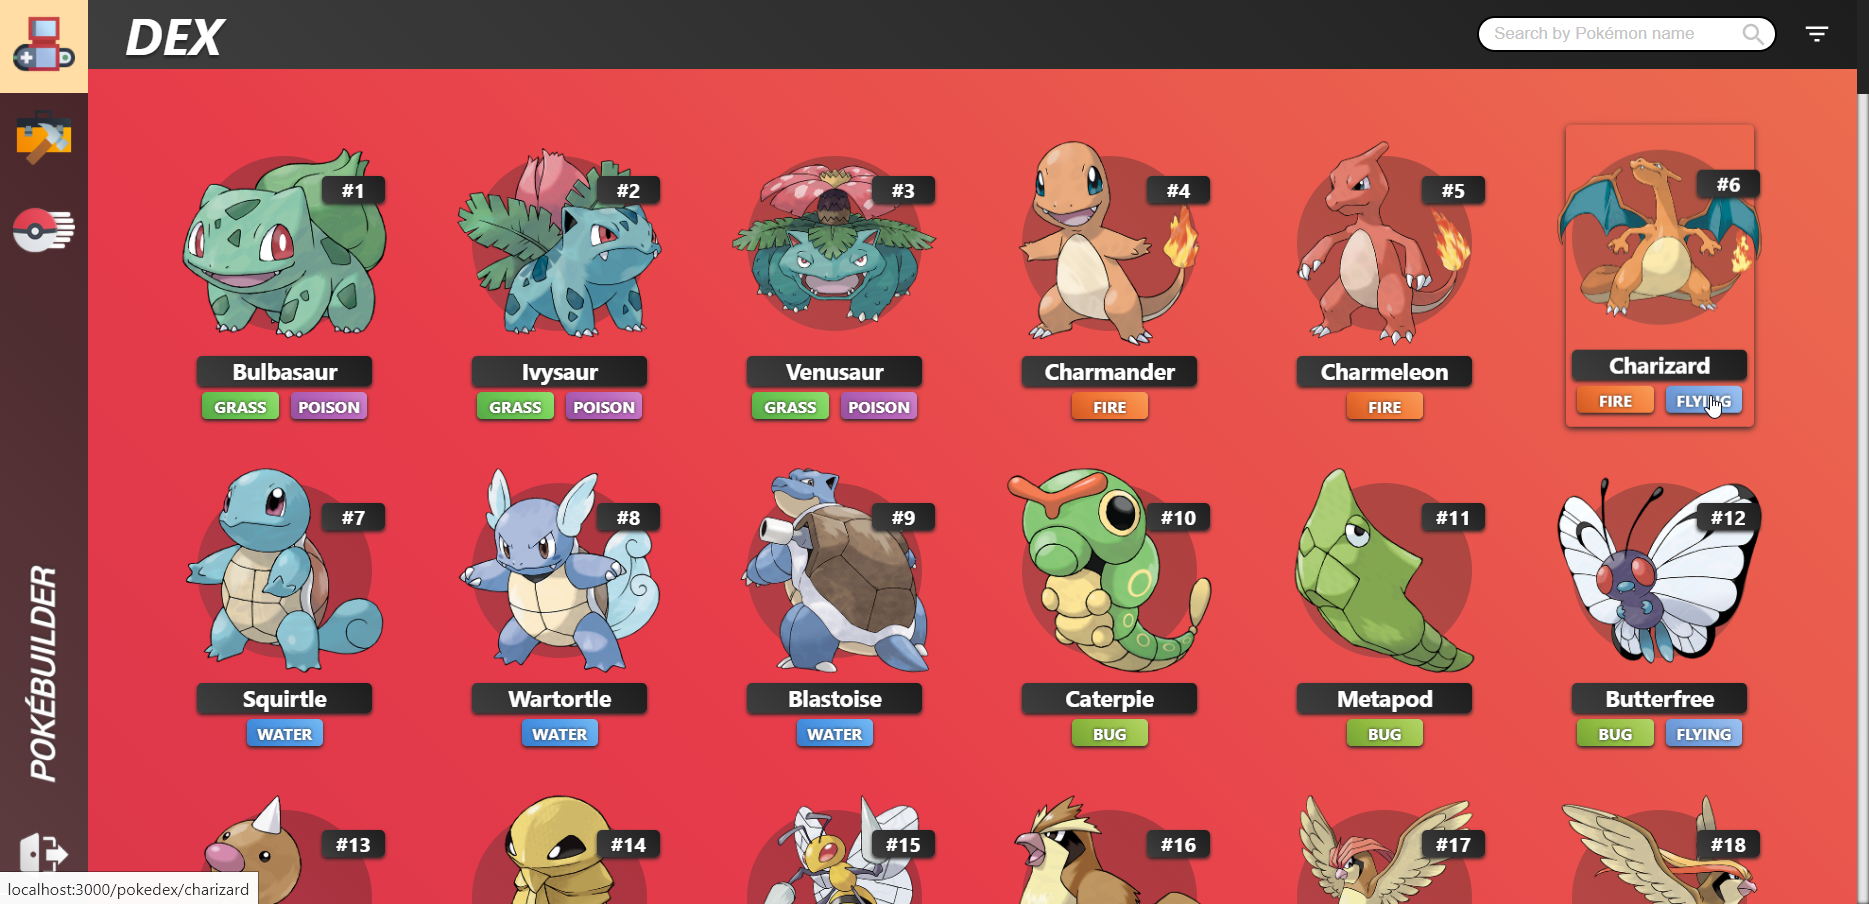 DEX
Search by Pokémon name
#1
#2
#3
#4
#5
#6
Bulbasaur
Ivysaur
Venusaur
Charmander
Charmeleon
Charizard
GRASS POISON
GRASS POISON
GRASS POISON
FIRE
FIRE
FIRE FLYING
#7
#8
#9
#10
#11
#12
Squirtle
Wartortle
Blastoise
Caterpie
Metapod
Butterfree
WATER
WATER
WATER
BUG
BUG
BUG FLYING
#13
#14
#15
#16
#17
#18
POKÉBUILDER
localhost:3000/pokedex/charizard